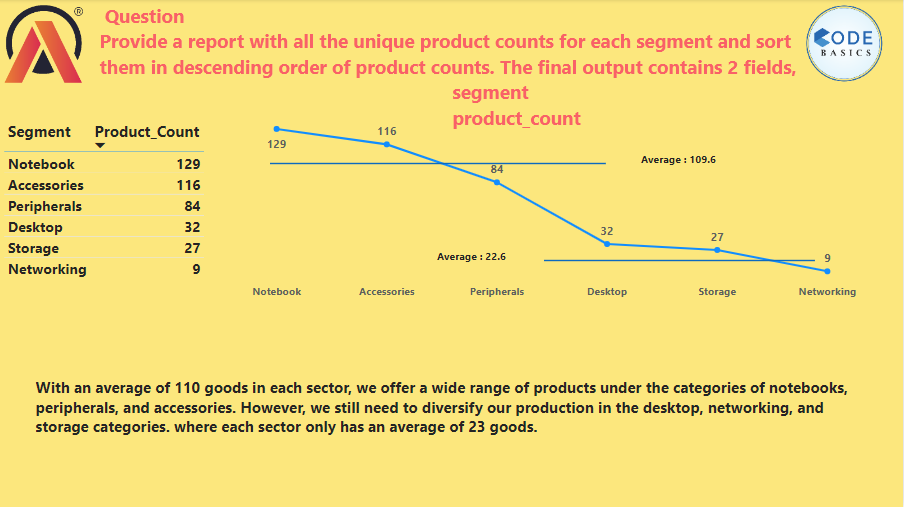 ®
Question
Provide a report with all the unique product counts for each segment and sort
them in descending order of product counts. The final output contains 2 fields,
segment
product_count
CODE
BASICS
Segment Product_Count
Notebook 129
Accessories 116
Peripherals 84
Desktop 32
Storage 27
Networking 9
129
116
84
32
27
9
Average : 109.6
Average : 22.6
Notebook Accessories Peripherals Desktop Storage Networking
With an average of 110 goods in each sector, we offer a wide range of products under the categories of notebooks,
peripherals, and accessories. However, we still need to diversify our production in the desktop, networking, and
storage categories. where each sector only has an average of 23 goods.